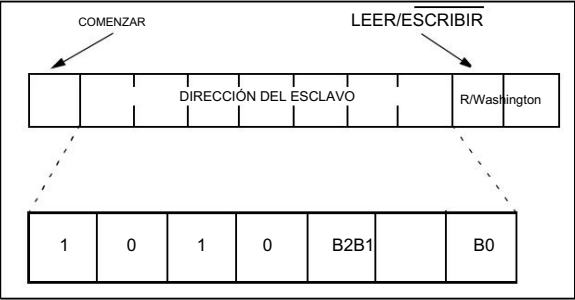 COMENZAR
LEER/ESCRIBIR
DIRECCIÓN DEL ESCLAVO
R/Washington
1 0 1 0 B2B1 B0